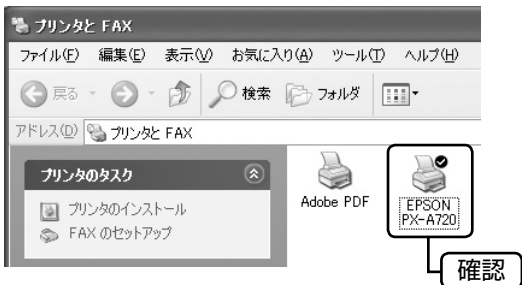 プリンタと FAX
ファイル(F) 編集(E) 表示(V) お気に入り(A) ツール(T) ヘルプ(H)
戻る 検索 フォルダ
アドレス(D) プリンタと FAX
プリンタのタスク
プリンタのインストール
FAX のセットアップ
Adobe PDF
EPSON
PX-A720
確認